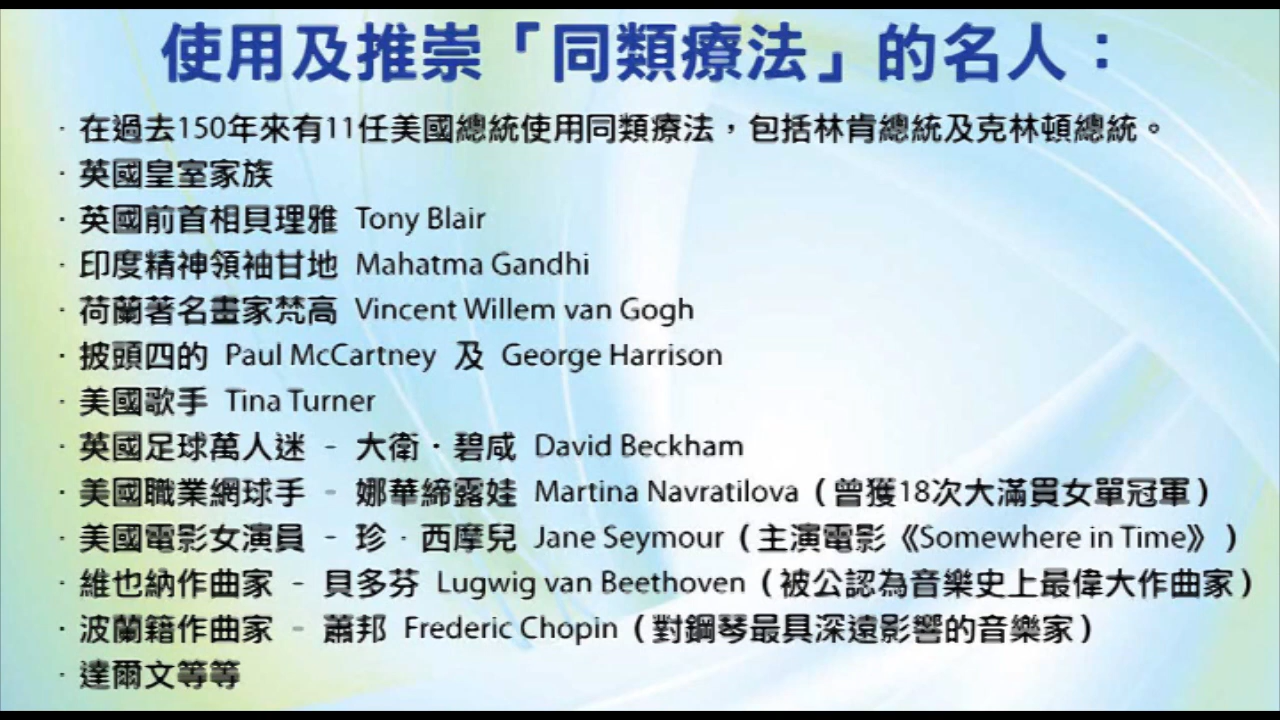 使用及推崇「同類療法」的名人：
· 在過去150年來有11任美國總統使用同類療法，包括林肯總統及克林頓總統。
· 英國皇室家族
· 英國前首相貝理雅 Tony Blair
· 印度精神領袖甘地 Mahatma Gandhi
· 荷蘭著名畫家梵高 Vincent Willem van Gogh
· 披頭四的 Paul McCartney 及 George Harrison
· 美國歌手 Tina Turner
· 英國足球萬人迷 - 大衛·碧咸 David Beckham
· 美國職業網球手 - 娜華締露娃 Martina Navratilova（曾獲18次大滿貫女單冠軍）
· 美國電影女演員 - 珍·西摩兒 Jane Seymour（主演電影《Somewhere in Time》）
· 維也納作曲家 - 貝多芬 Lugwig van Beethoven（被公認為音樂史上最偉大作曲家）
· 波蘭籍作曲家 - 蕭邦 Frederic Chopin（對鋼琴最具深遠影響的音樂家）
· 達爾文等等